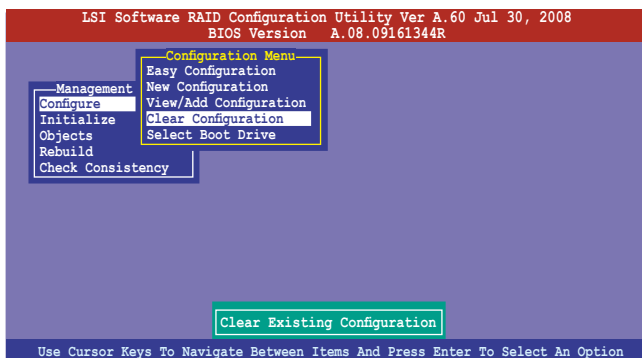 LSI Software RAID Configuration Utility Ver A.60 Jul 30, 2008
BIOS Version A.08.09161344R
Configuration Menu
Easy Configuration
New Configuration
View/Add Configuration
Clear Configuration
Select Boot Drive
Management
Configure
Initialize
Objects
Rebuild
Check Consistency
Clear Existing Configuration
Use Cursor Keys To Navigate Between Items And Press Enter To Select An Option